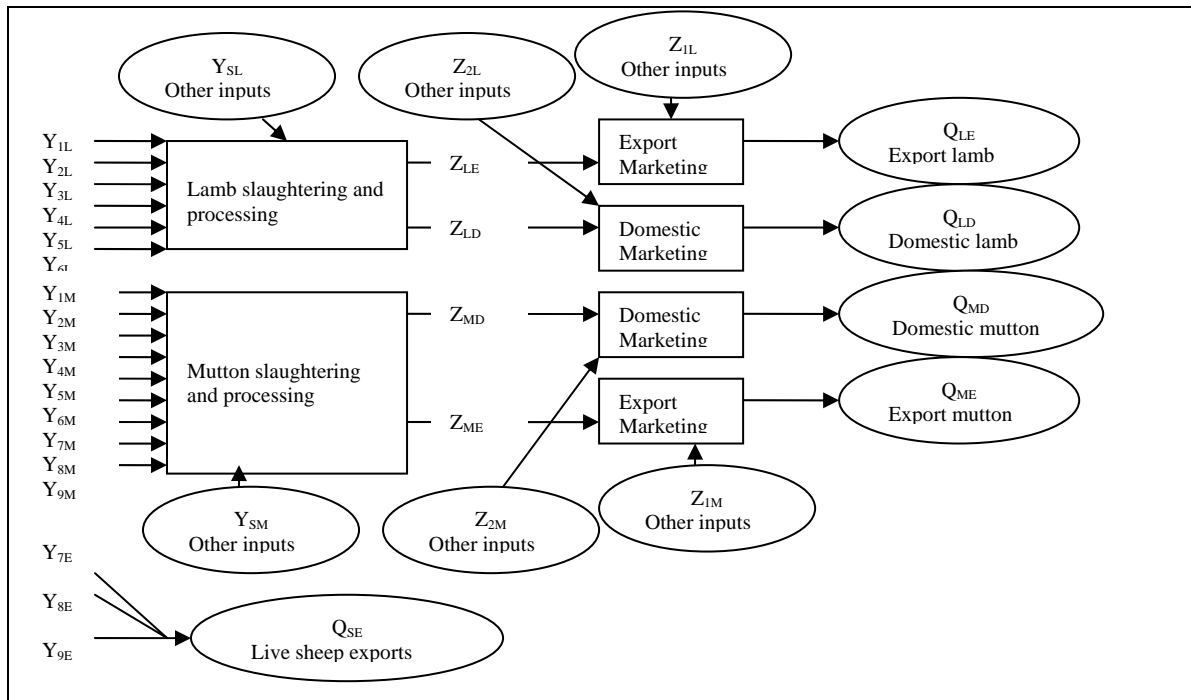 Y1L
Y2L
Y3L
Y4L
Y5L
Y6L
YSL
Other inputs
Lamb slaughtering and
processing
Z2L
Other inputs
Z1L
Other inputs
ZLE
ZLD
Export
Marketing
Domestic
Marketing
QLE
Export lamb
QLD
Domestic lamb
Y1M
Y2M
Y3M
Y4M
Y5M
Y6M
Y7M
Y8M
Y9M
Mutton slaughtering
and processing
YSM
Other inputs
ZMD
ZME
Domestic
Marketing
Export
Marketing
Z2M
Other inputs
Z1M
Other inputs
QMD
Domestic mutton
QME
Export mutton
Y7E
Y8E
Y9E
QSE
Live sheep exports